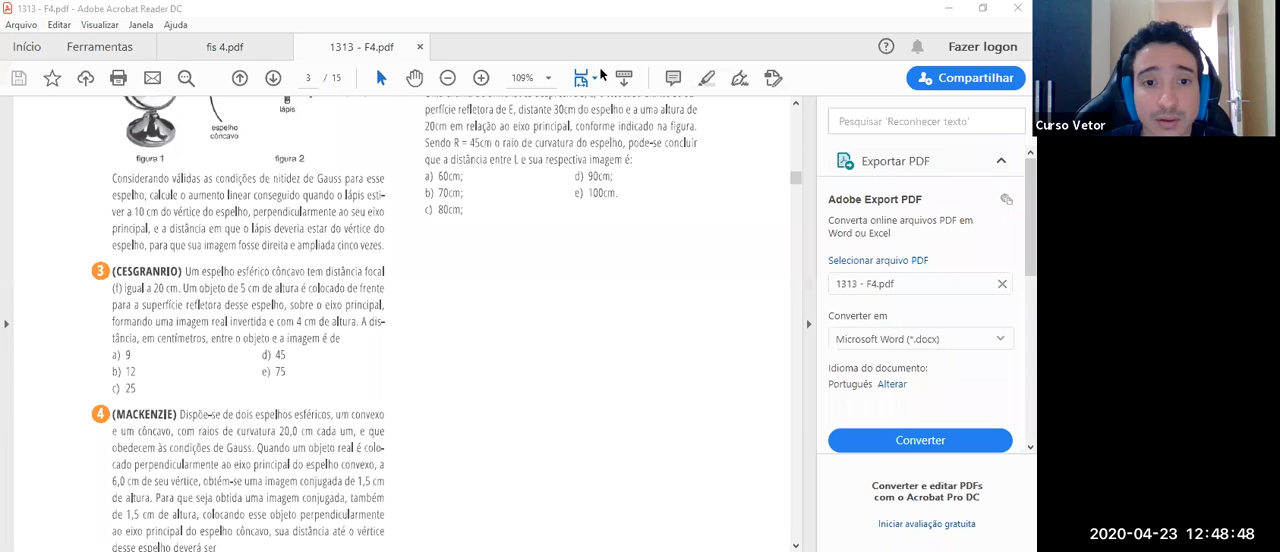 1313 - F4.pdf - Adobe Acrobat Reader DC
Arquivo Editar Visualizar Janela Ajuda
Início Ferramentas fis 4.pdf 1313 - F4.pdf × Fazer logon
3 / 15 109% Compartilhar
lápis
espelho
côncavo
figura 1 figura 2
Considerando válidas as condições de nitidez de Gauss para esse
espelho, calcule o aumento linear conseguido quando o lápis esti-
ver a 10 cm do vértice do espelho, perpendicularmente ao seu eixo
principal, e a distância em que o lápis deveria estar do vértice do
espelho, para que sua imagem fosse direita e ampliada cinco vezes.
3 (CESGRANRIO) Um espelho esférico côncavo tem distância focal
(f) igual a 20 cm. Um objeto de 5 cm de altura é colocado de frente
para a superfície refletora desse espelho, sobre o eixo principal,
formando uma imagem real invertida e com 4 cm de altura. A dis-
tância, em centímetros, entre o objeto e a imagem é de
a) 9 d) 45
b) 12 e) 75
c) 25
4 (MACKENZIE) Dispõe-se de dois espelhos esféricos, um convexo
e um côncavo, com raios de curvatura 20,0 cm cada um, e que
obedecem às condições de Gauss. Quando um objeto real é colo-
cado perpendicularmente ao eixo principal do espelho convexo, a
6,0 cm de seu vértice, obtém-se uma imagem conjugada de 1,5 cm
de altura. Para que seja obtida uma imagem conjugada, também
de 1,5 cm de altura, colocando esse objeto perpendicularmente
ao eixo principal do espelho côncavo, sua distância até o vértice
desse espelho deverá ser
perfície refletora de E, distante 30cm do espelho e a uma altura de
20cm em relação ao eixo principal, conforme indicado na figura.
Sendo R = 45cm o raio de curvatura do espelho, pode-se concluir
que a distância entre L e sua respectiva imagem é:
a) 60cm; d) 90cm;
b) 70cm; e) 100cm.
c) 80cm;
Pesquisar 'Reconhecer texto'
Exportar PDF
Adobe Export PDF
Converta online arquivos PDF em
Word ou Excel
Selecionar arquivo PDF
1313 - F4.pdf
Converter em
Microsoft Word (*.docx)
Idioma do documento:
Português Alterar
Converter
Converter e editar PDFs
com o Acrobat Pro DC
Iniciar avaliação gratuita
Curso Vetor
2020-04-23 12:48:48